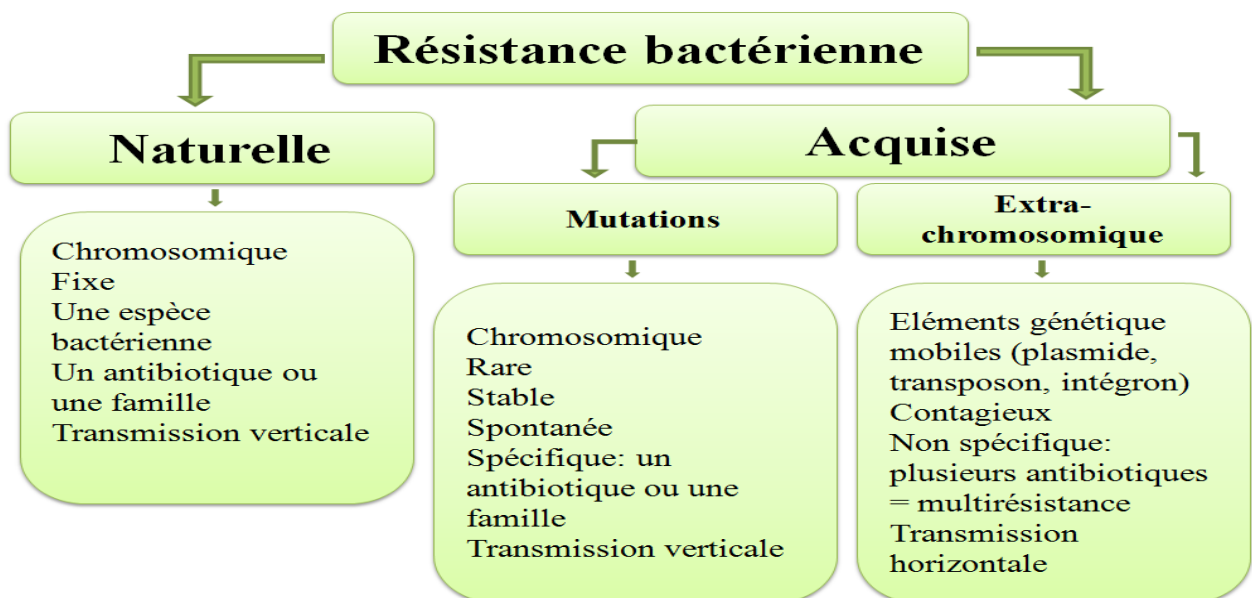 Résistance bactérienne
Naturelle
Chromosomique
Fixe
Une espèce
bactérienne
Un antibiotique ou
une famille
Transmission verticale
Acquise
Mutations
Chromosomique
Rare
Stable
Spontanée
Spécifique: un
antibiotique ou une
famille
Transmission verticale
Extra-
chromosomique
Eléments génétique
mobiles (plasmide,
transposon, intégron)
Contagieux
Non spécifique:
plusieurs antibiotiques
= multirésistance
Transmission
horizontale